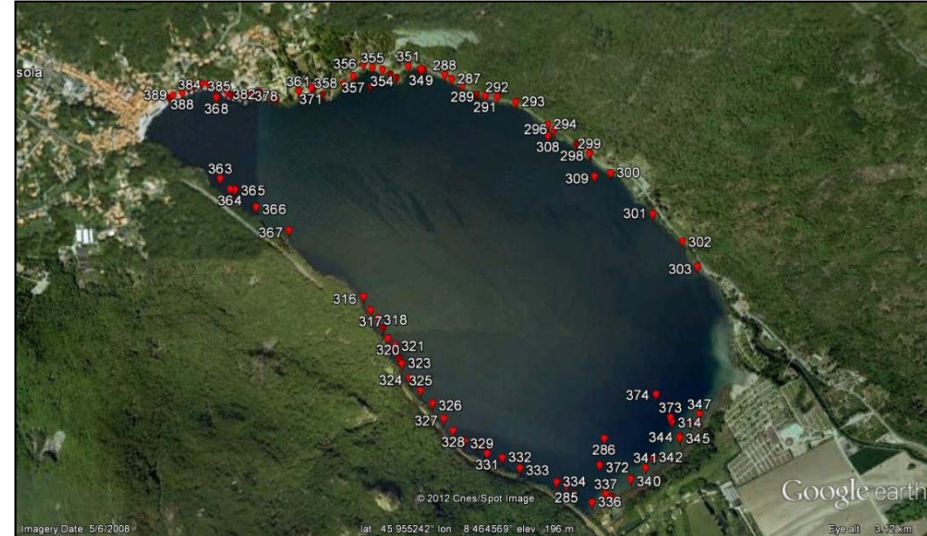 sola
356 355 351
354 349 288 287
361 358 357
371
384 385 382 378
389 388 368
289 291 292 293
294 296 308
299 298
300 309
363 365
364 366
301
367 302
303
316
317 318
320 321
323
324 325
326
327
328 329
331 332
333
334
285
374
373 347
314
344 345
286
341 342
372
337 340
336
© 2012 Cnes/Spot Image
Google earth
Imagery Date 5/6/2008 lat 45 955242° lon 8 464569° elev 196 m Eye alt 3.12 km